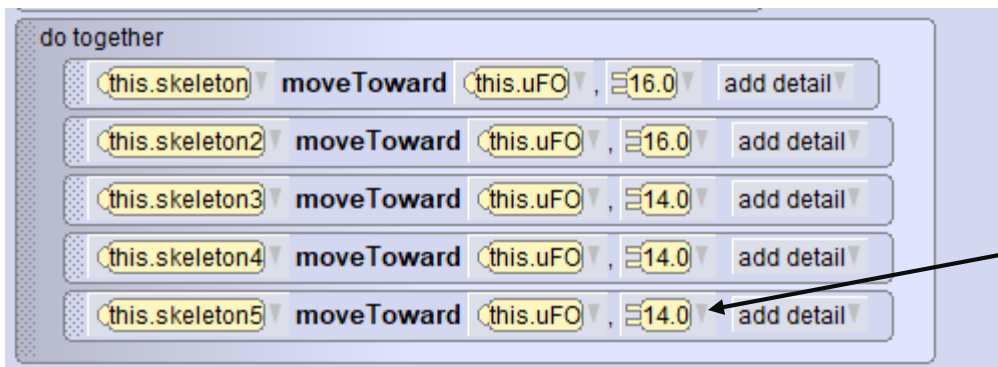 do together
this.skeleton moveToward this.uFO , 16.0 add detail
this.skeleton2 moveToward this.uFO , 16.0 add detail
this.skeleton3 moveToward this.uFO , 14.0 add detail
this.skeleton4 moveToward this.uFO , 14.0 add detail
this.skeleton5 moveToward this.uFO , 14.0 add detail